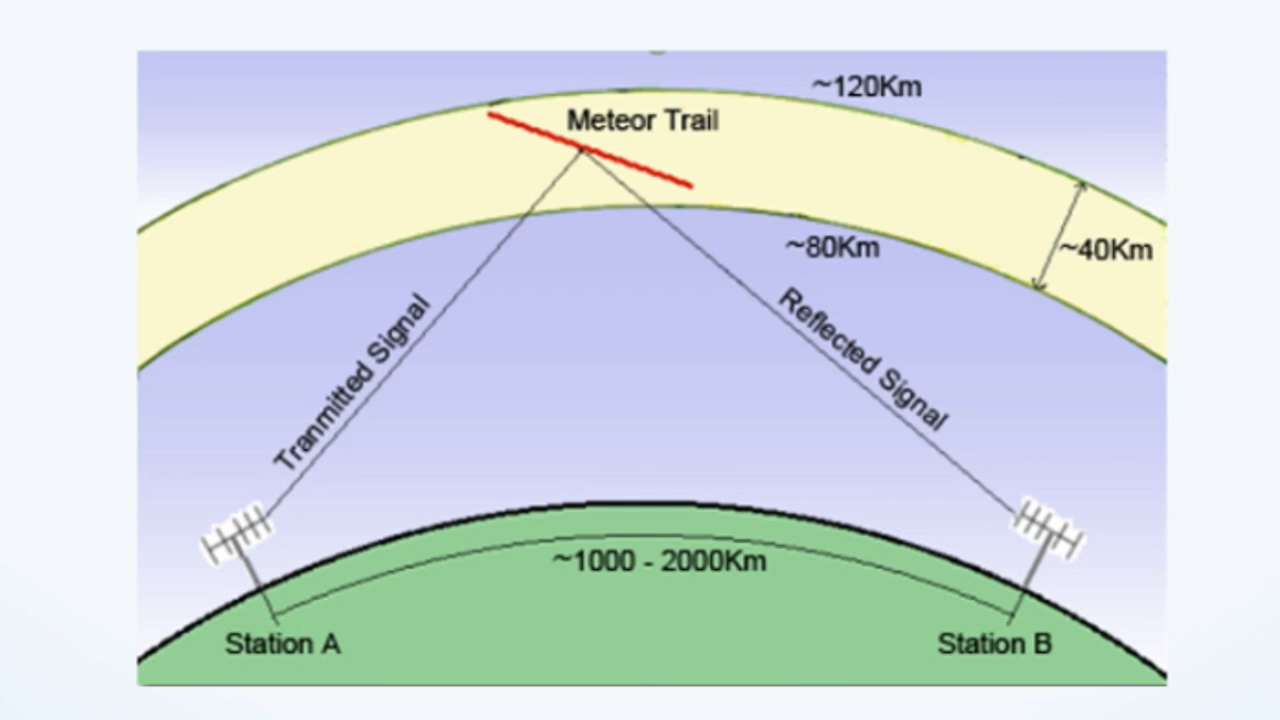 ~120Km
Meteor Trail
~80Km
~40Km
Tranmitted Signal
Reflected Signal
~1000 - 2000Km
Station A
Station B